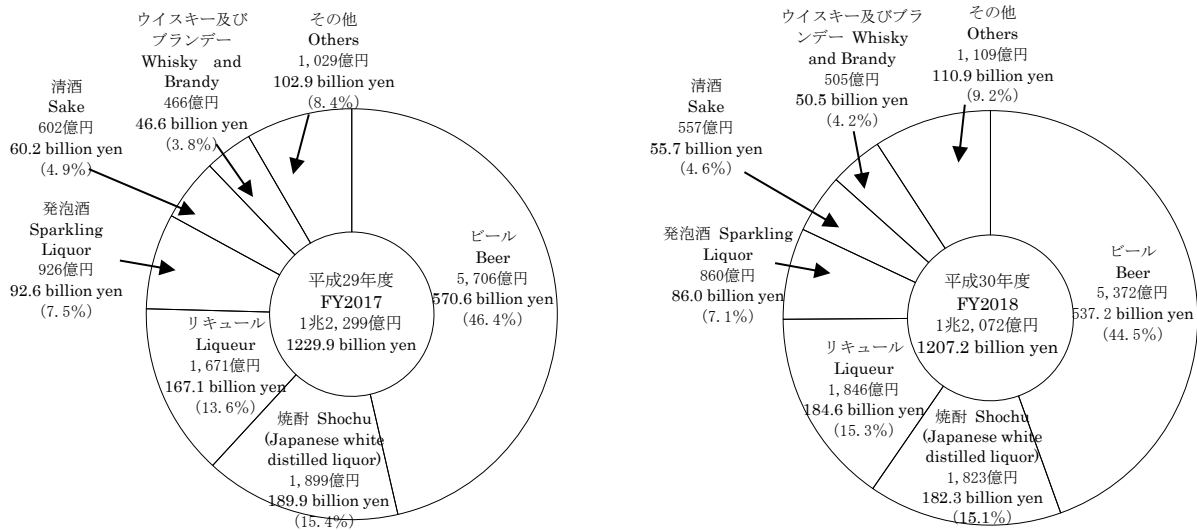 ウイスキー及び
ブランデー
Whisky and
Brandy
466億円
46.6 billion yen
(3.8%)
その他
Others
1,029億円
102.9 billion yen
(8.4%)
清酒
Sake
602億円
60.2 billion yen
(4.9%)
発泡酒
Sparkling
Liquor
926億円
92.6 billion yen
(7.5%)
ビール
Beer
5,706億円
570.6 billion yen
(46.4%)
平成29年度
FY2017
1兆2,299億円
1229.9 billion yen
リキュール
Liqueur
1,671億円
167.1 billion yen
(13.6%)
焼酎 Shochu
(Japanese white
distilled liquor)
1,899億円
189.9 billion yen
(15.4%)
ウイスキー及びブラ
ンデー Whisky
and Brandy
505億円
50.5 billion yen
(4.2%)
その他
Others
1,109億円
110.9 billion yen
(9.2%)
清酒
Sake
557億円
55.7 billion yen
(4.6%)
発泡酒 Sparkling
Liquor
860億円
86.0 billion yen
(7.1%)
ビール
Beer
5,372億円
537.2 billion yen
(44.5%)
平成30年度
FY2018
1兆2,072億円
1207.2 billion yen
リキュール
Liqueur
1,846億円
184.6 billion yen
(15.3%)
焼酎 Shochu
(Japanese white
distilled liquor)
1,823億円
182.3 billion yen
(15.1%)